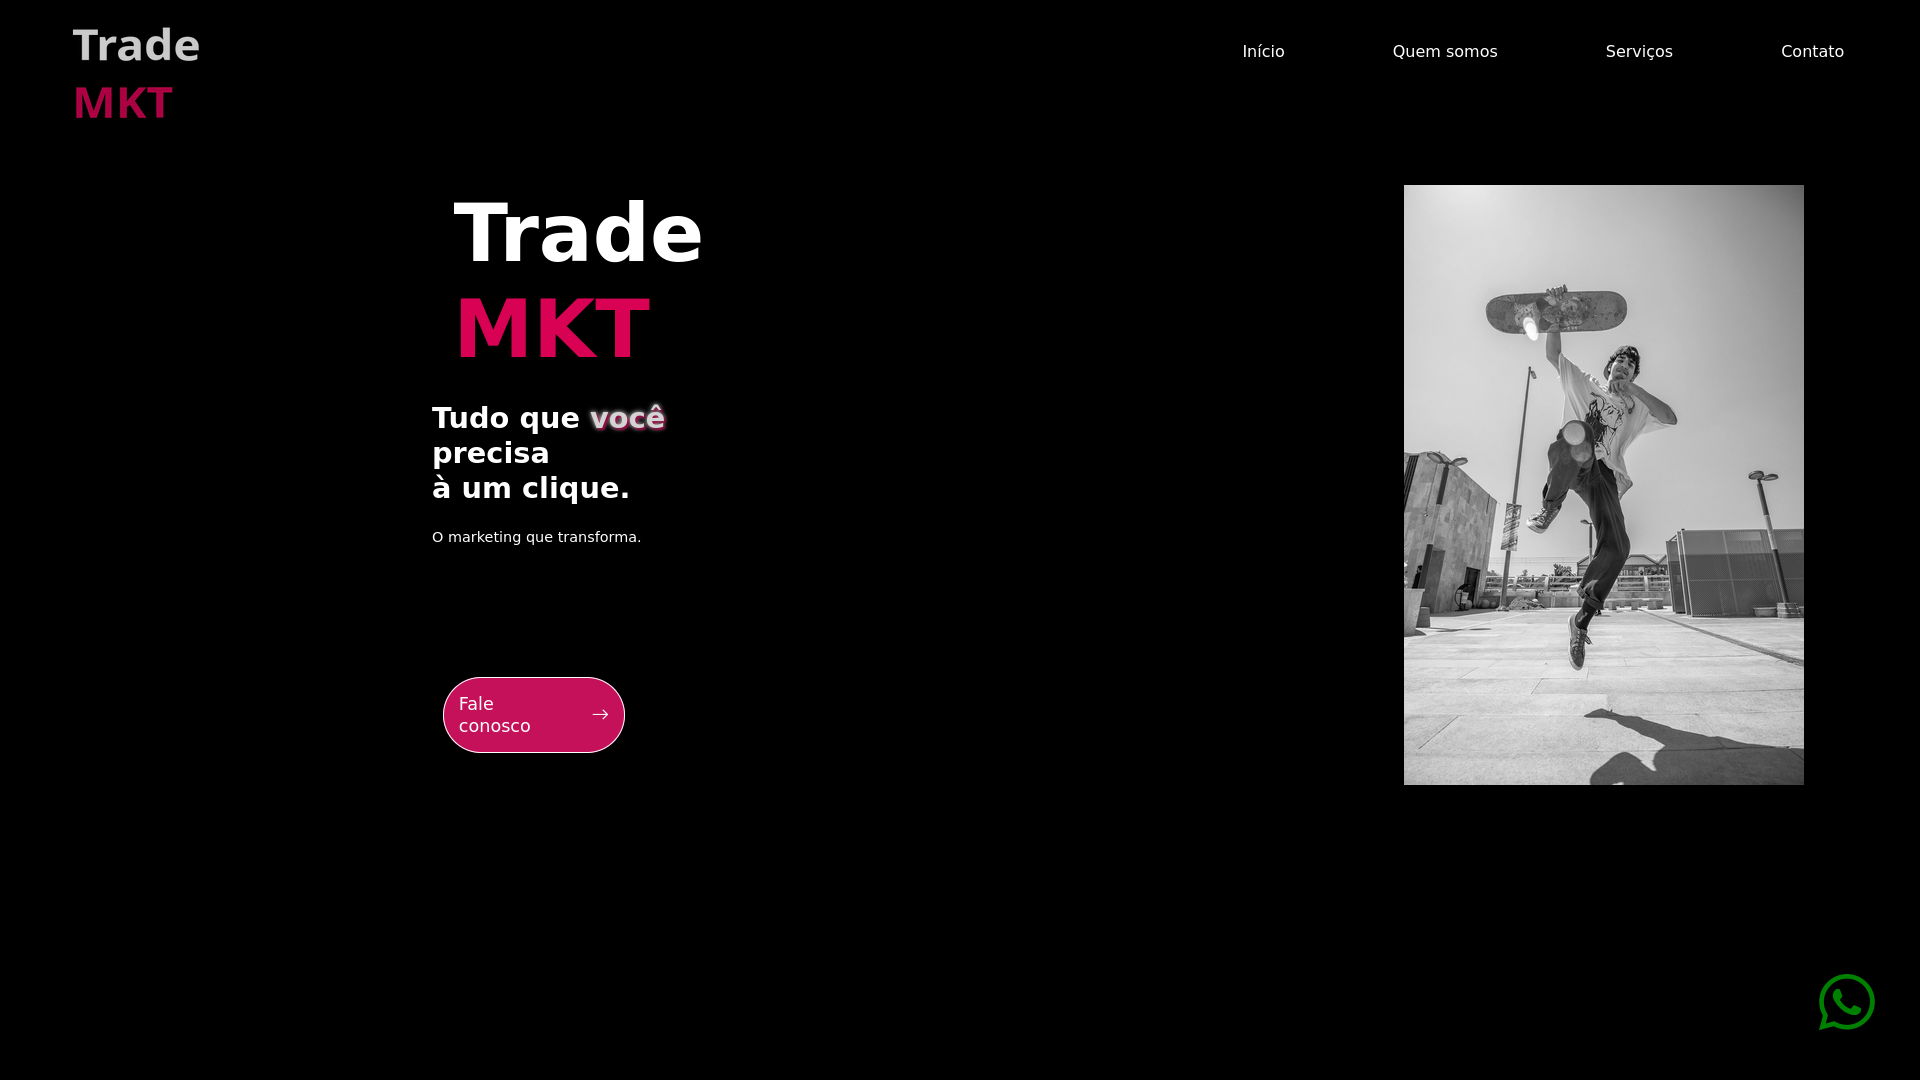 Trade
MKT
Início
Quem somos
Serviços
Contato
Trade
MKT
Tudo que você
precisa
à um clique.
O marketing que transforma.
Fale
conosco